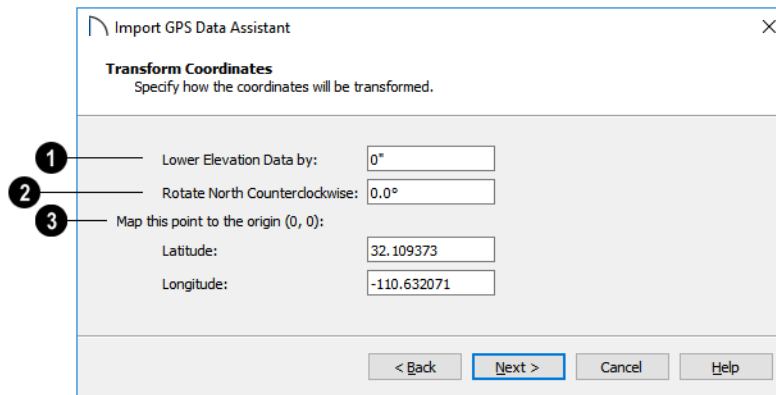 Import GPS Data Assistant
Transform Coordinates
Specify how the coordinates will be transformed.
1 Lower Elevation Data by: 0"
2 Rotate North Counterclockwise: 0.0°
3 Map this point to the origin (0, 0):
Latitude: 32.109373
Longitude: -110.632071
< Back Next > Cancel Help